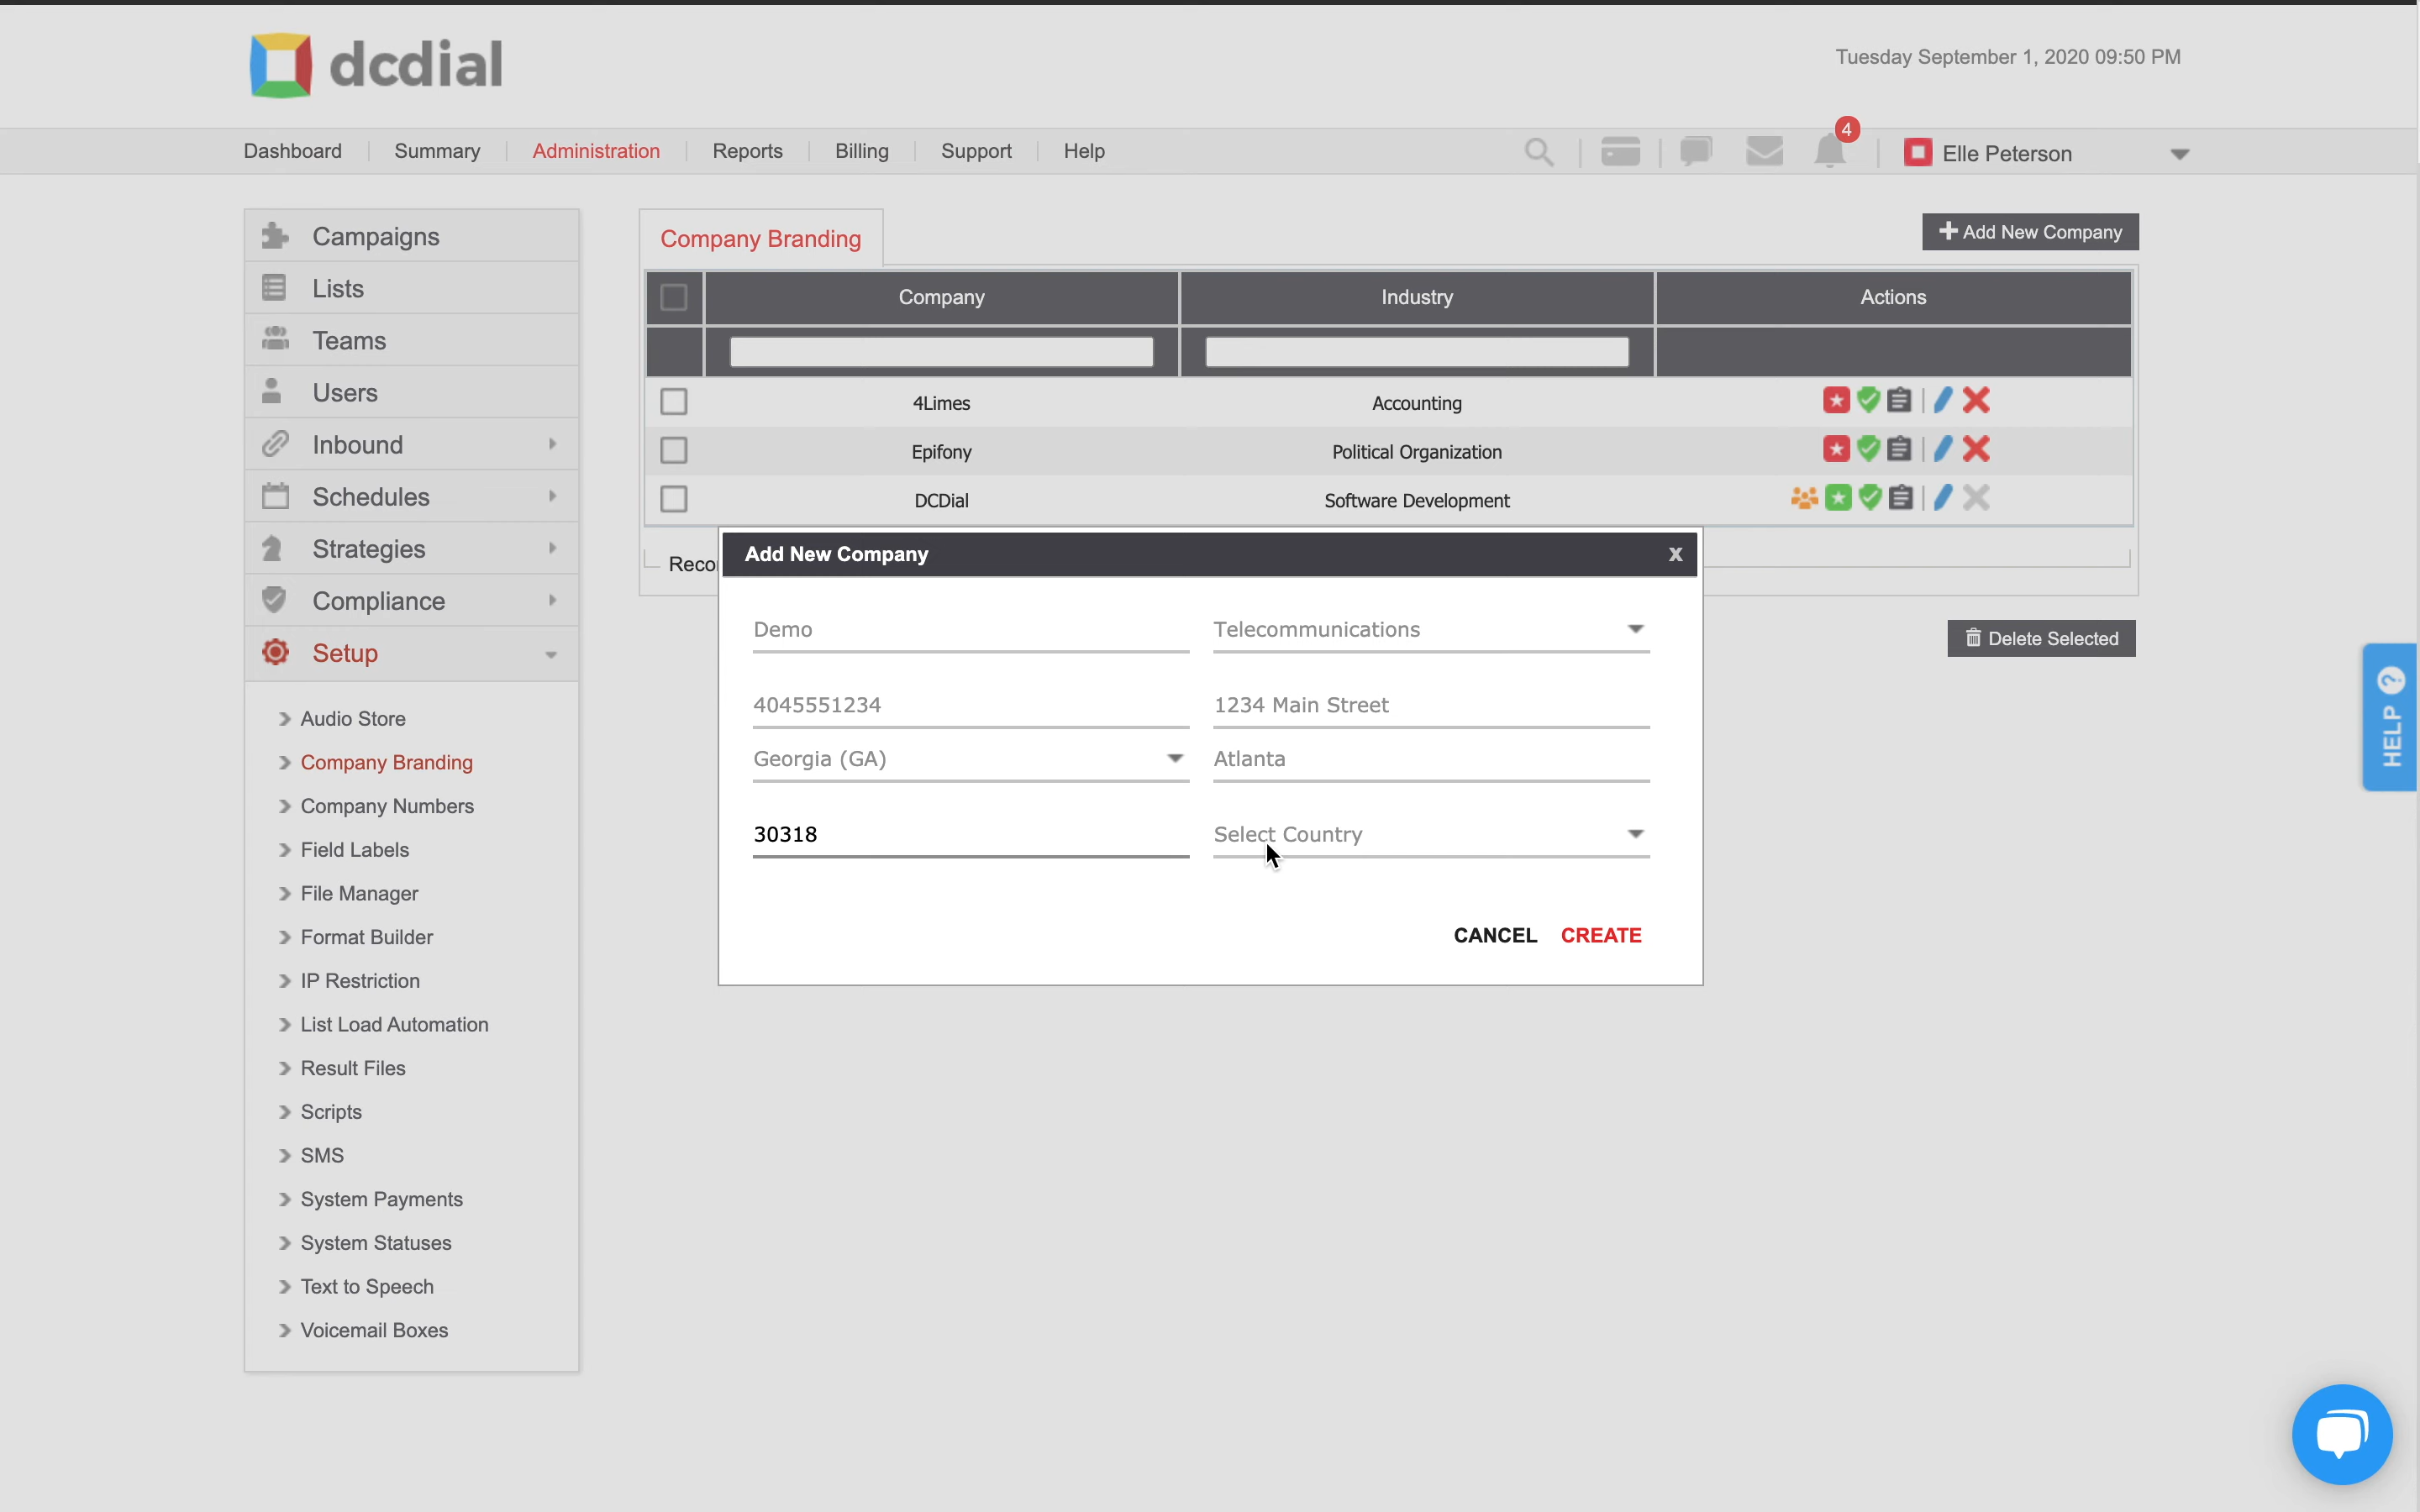 dcdial
Tuesday September 1, 2020 09:50 PM
Dashboard Summary Administration Reports Billing Support Help
4
Elle Peterson
Campaigns
Lists
Teams
Users
Inbound
Schedules
Strategies
Compliance
Setup
Audio Store
Company Branding
Company Numbers
Field Labels
File Manager
Format Builder
IP Restriction
List Load Automation
Result Files
Scripts
SMS
System Payments
System Statuses
Text to Speech
Voicemail Boxes
Company Branding
Add New Company
Company Industry Actions
4Limes Accounting
Epifony Political Organization
DCDial Software Development
Add New Company x
Demo Telecommunications
4045551234 1234 Main Street
Georgia (GA) Atlanta
30318 Select Country
CANCEL CREATE
Delete Selected
HELP ?